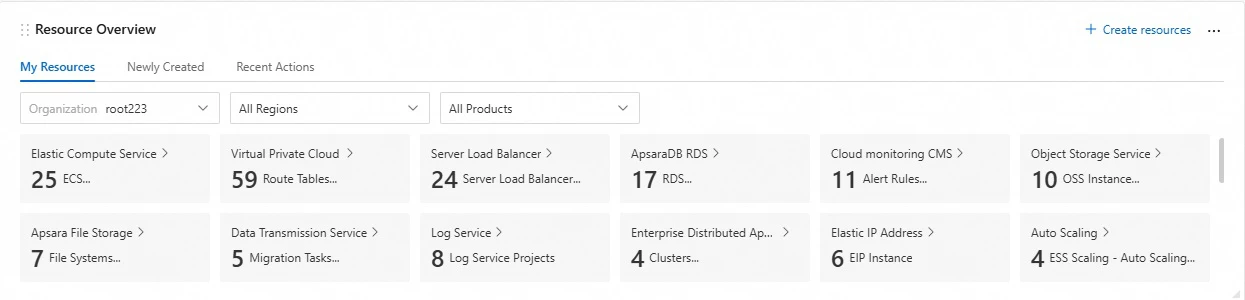 Resource Overview
+ Create resources ...
My Resources Newly Created Recent Actions
Organization root223 All Regions All Products
Elastic Compute Service > Virtual Private Cloud > Server Load Balancer > ApsaraDB RDS > Cloud monitoring CMS > Object Storage Service >
25 ECS... 59 Route Tables... 24 Server Load Balancer... 17 RDS... 11 Alert Rules... 10 OSS Instance...
Apsara File Storage > Data Transmission Service > Log Service > Enterprise Distributed Ap... > Elastic IP Address > Auto Scaling >
7 File Systems... 5 Migration Tasks... 8 Log Service Projects 4 Clusters... 6 EIP Instance 4 ESS Scaling - Auto Scaling...